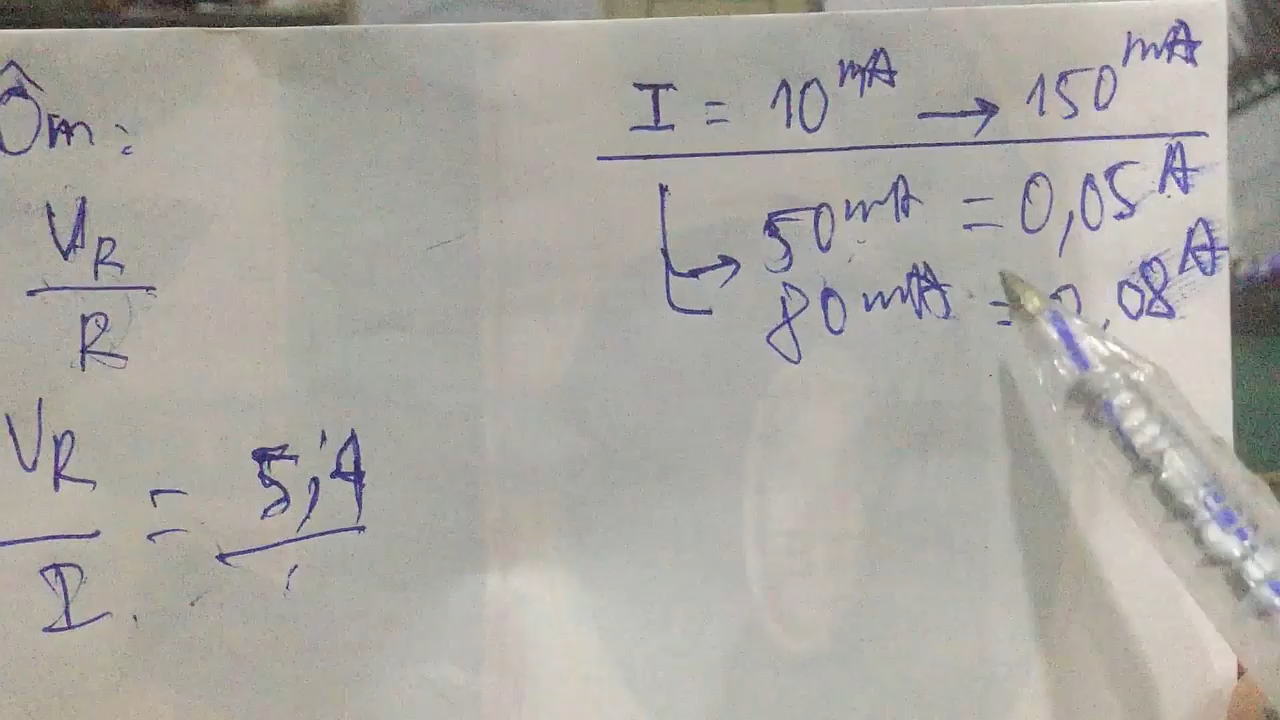 Ôm:
V_R
R
V_R = 5,4
I
I = 10 mA → 150 mA
50 mA = 0,05 A
80 mA = 0,08 A